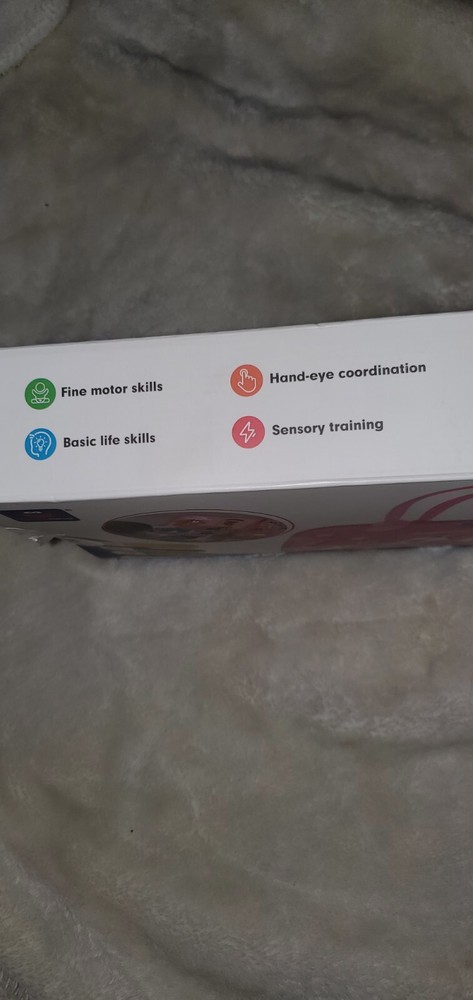 Fine motor skills
Hand-eye coordination
Basic life skills
Sensory training